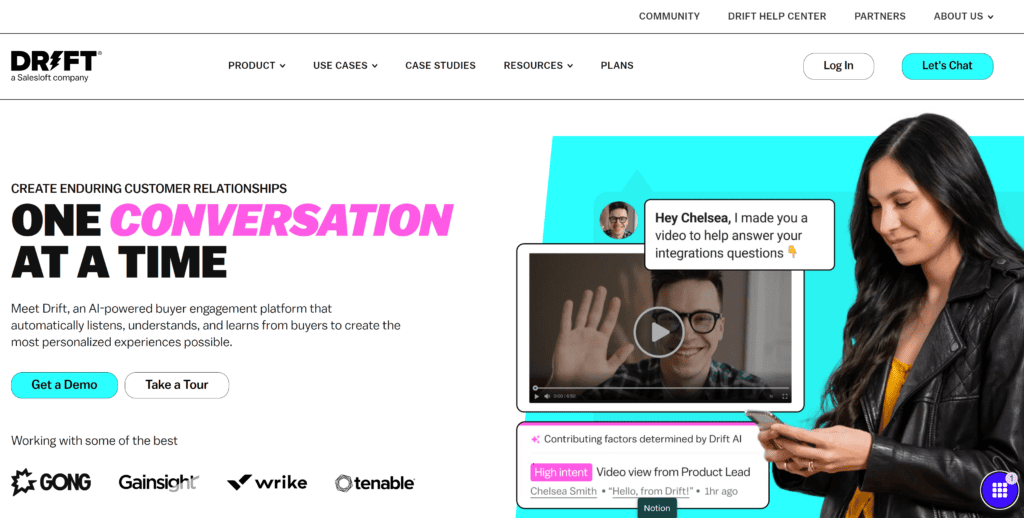 COMMUNITY DRIFT HELP CENTER PARTNERS ABOUT US
DRIFT®
a Salesloft company
PRODUCT USE CASES CASE STUDIES RESOURCES PLANS
Log In Let's Chat
CREATE ENDURING CUSTOMER RELATIONSHIPS
ONE CONVERSATION
AT A TIME
Meet Drift, an AI-powered buyer engagement platform that
automatically listens, understands, and learns from buyers to create the
most personalized experiences possible.
Get a Demo Take a Tour
Working with some of the best
GONG Gainsight wrike tenable
Hey Chelsea, I made you a
video to help answer your
integrations questions 👇
Contributing factors determined by Drift AI
High intent Video view from Product Lead
Chelsea Smith • “Hello, from Drift!” • 1hr ago
Notion
1